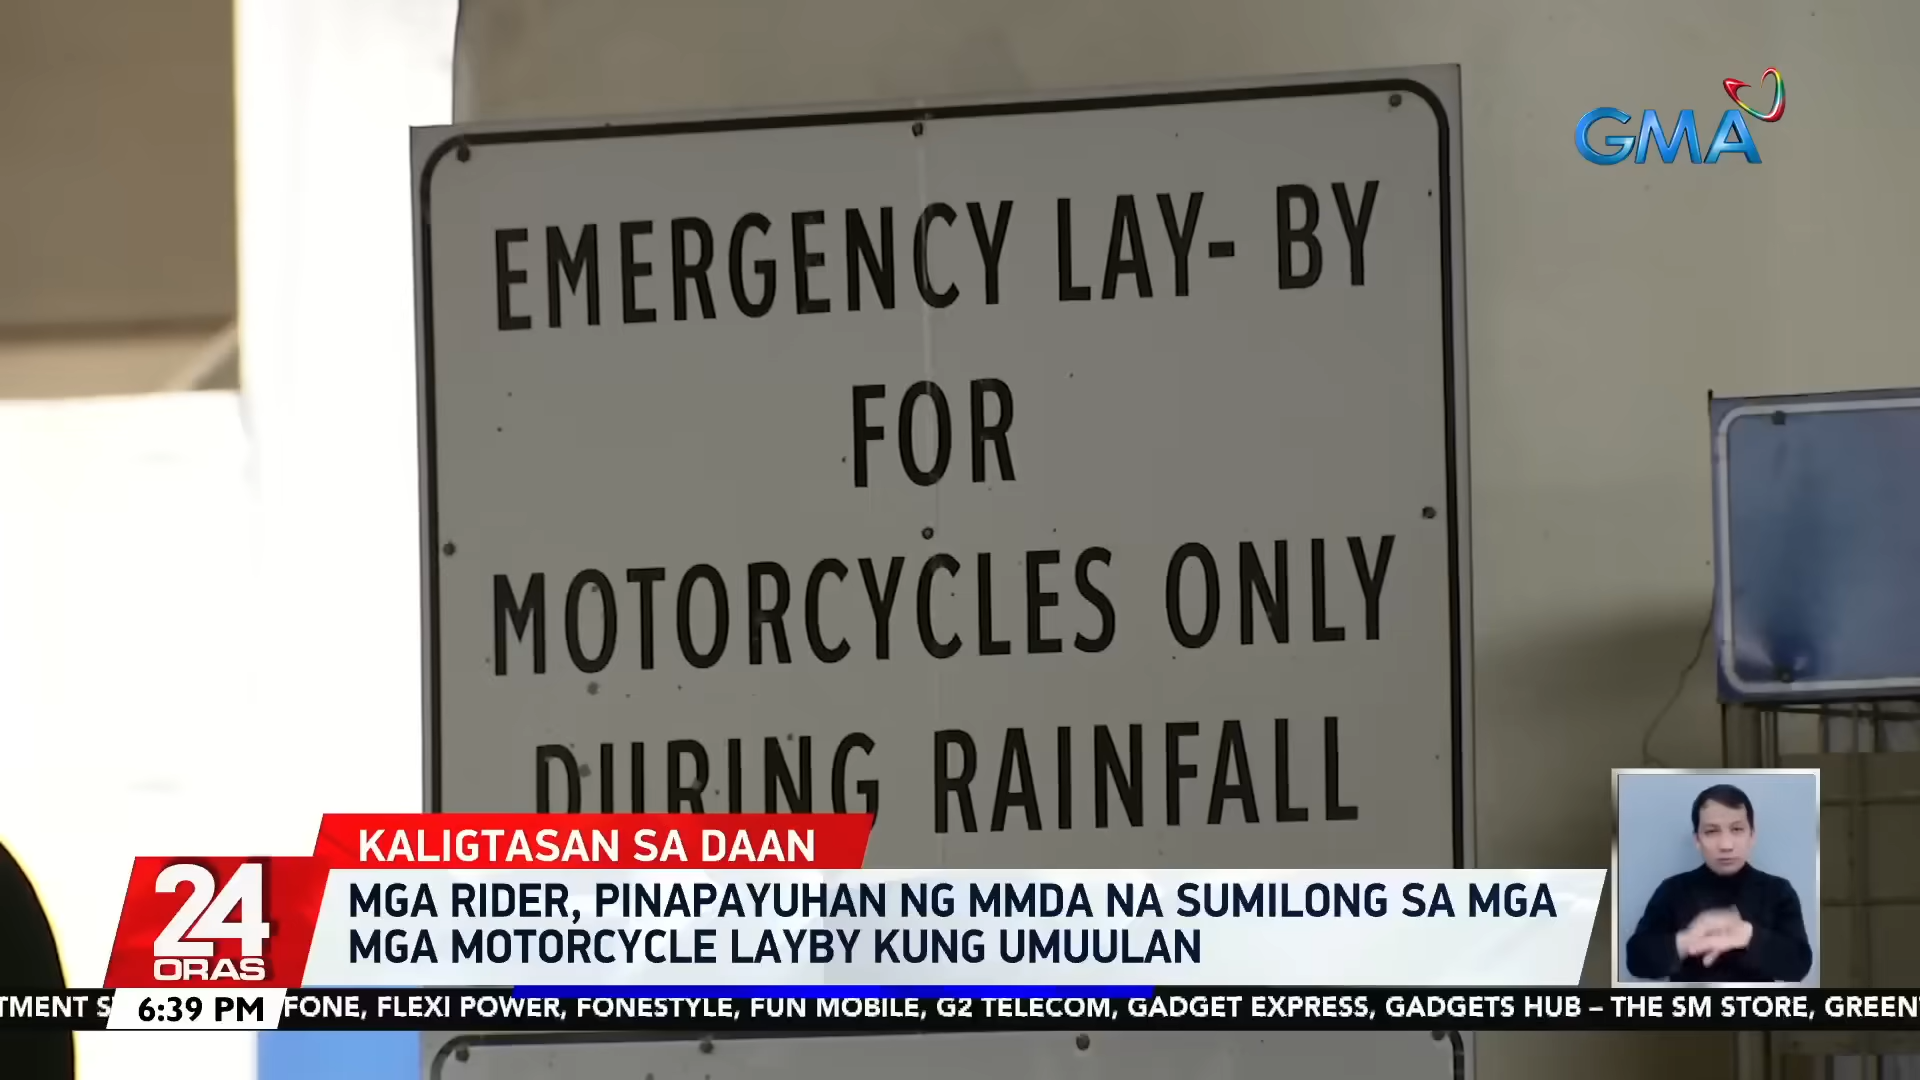 GMA
EMERGENCY LAY- BY
FOR
MOTORCYCLES ONLY
DURING RAINFALL
KALIGTASAN SA DAAN
24
ORAS
MGA RIDER, PINAPAYUHAN NG MMDA NA SUMILONG SA MGA
MGA MOTORCYCLE LAYBY KUNG UMUULAN
6:39 PM
TMENT S
FONE, FLEXI POWER, FONESTYLE, FUN MOBILE, G2 TELECOM, GADGET EXPRESS, GADGETS HUB – THE SM STORE, GREEN